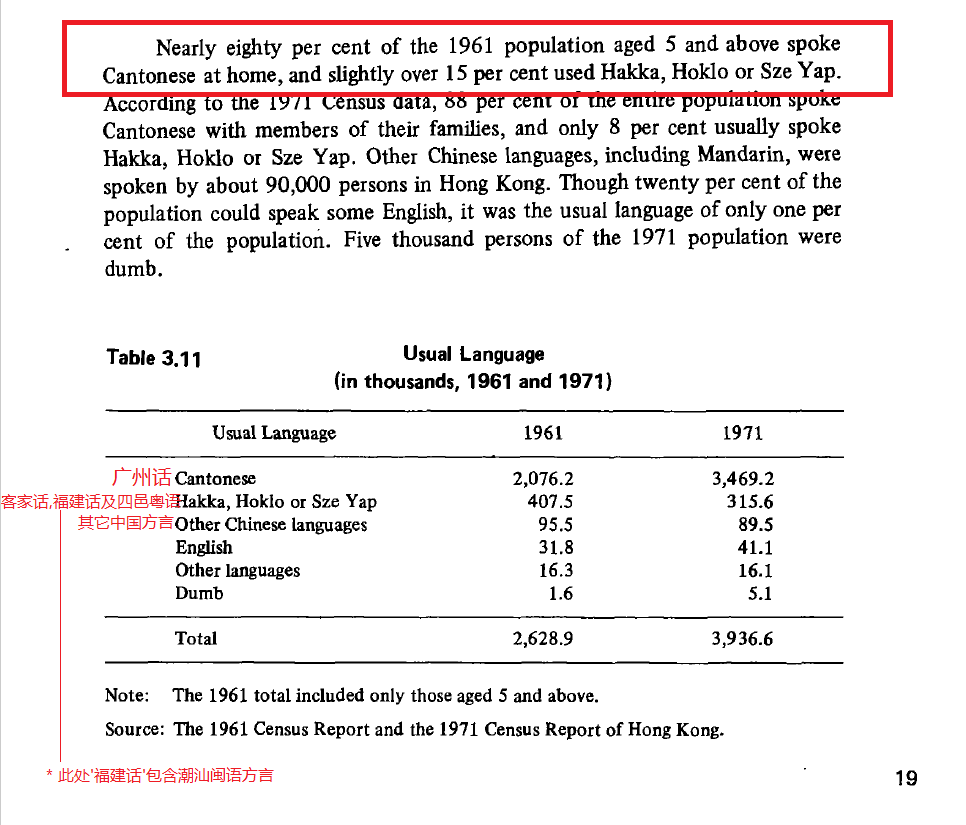 Nearly eighty per cent of the 1961 population aged 5 and above spoke
Cantonese at home, and slightly over 15 per cent used Hakka, Hoklo or Sze Yap.
According to the 1971 Census data, 88 per cent of the entire population spoke
Cantonese with members of their families, and only 8 per cent usually spoke
Hakka, Hoklo or Sze Yap. Other Chinese languages, including Mandarin, were
spoken by about 90,000 persons in Hong Kong. Though twenty per cent of the
population could speak some English, it was the usual language of only one per
cent of the population. Five thousand persons of the 1971 population were
dumb.
Table 3.11 Usual Language
(in thousands, 1961 and 1971)
Usual Language 1961 1971
广州话 Cantonese 2,076.2 3,469.2
客家话,福建话及四邑粤语 Hakka, Hoklo or Sze Yap 407.5 315.6
其它中国方言 Other Chinese languages 95.5 89.5
English 31.8 41.1
Other languages 16.3 16.1
Dumb 1.6 5.1
Total 2,628.9 3,936.6
Note: The 1961 total included only those aged 5 and above.
Source: The 1961 Census Report and the 1971 Census Report of Hong Kong.
* 此处'福建话'包含潮汕闽语方言
19